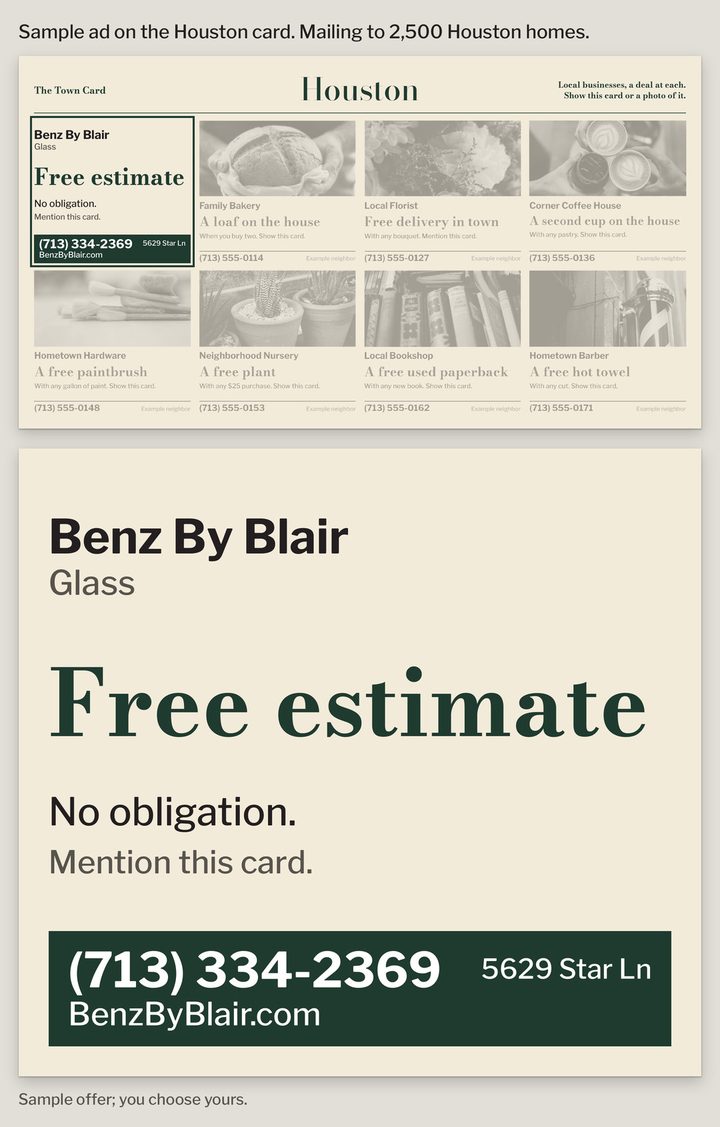 Sample ad on the Houston card. Mailing to 2,500 Houston homes.
The Town Card
Houston
Local businesses, a deal at each.
Show this card or a photo of it.
Benz By Blair
Glass
Free estimate
No obligation.
Mention this card.
(713) 334-2369 5629 Star Ln
BenzByBlair.com
Family Bakery
A loaf on the house
When you buy two. Show this card.
(713) 555-0114 Example neighbor
Local Florist
Free delivery in town
With any bouquet. Mention this card.
(713) 555-0127 Example neighbor
Corner Coffee House
A second cup on the house
With any pastry. Show this card.
(713) 555-0136 Example neighbor
Hometown Hardware
A free paintbrush
With any gallon of paint. Show this card.
(713) 555-0148 Example neighbor
Neighborhood Nursery
A free plant
With any $25 purchase. Show this card.
(713) 555-0153 Example neighbor
Local Bookshop
A free used paperback
With any new book. Show this card.
(713) 555-0162 Example neighbor
Hometown Barber
A free hot towel
With any cut. Show this card.
(713) 555-0171 Example neighbor
Benz By Blair
Glass
Free estimate
No obligation.
Mention this card.
(713) 334-2369 5629 Star Ln
BenzByBlair.com
Sample offer; you choose yours.